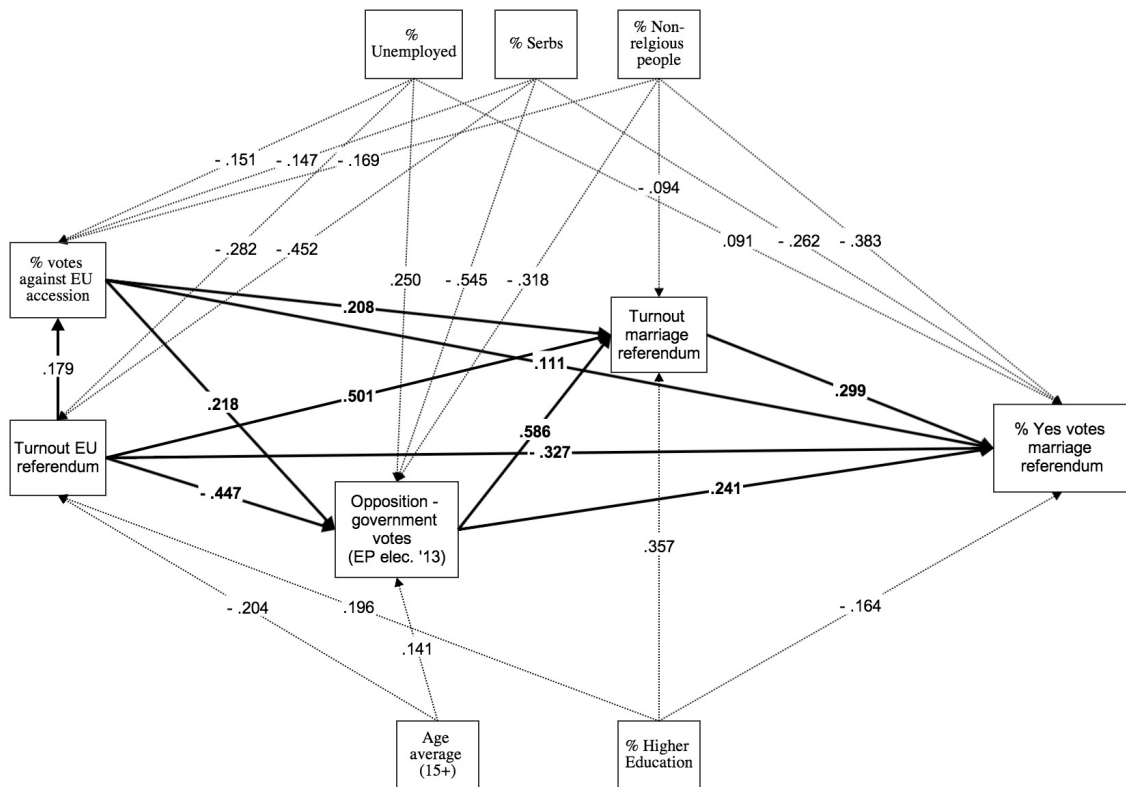 %
Unemployed
% Serbs
% Non-
relgious
people
- .151
- .147
- .169
- .094
- .282
- .452
.091
- .262
- .383
% votes
against EU
accession
.250
- .545
- .318
.208
Turnout
marriage
referendum
.179
.111
.218
.501
.299
.586
Turnout EU
referendum
- .327
% Yes votes
marriage
referendum
- .447
.241
Opposition -
government
votes
(EP elec. '13)
.357
- .204
.196
- .164
.141
Age
average
(15+)
% Higher
Education